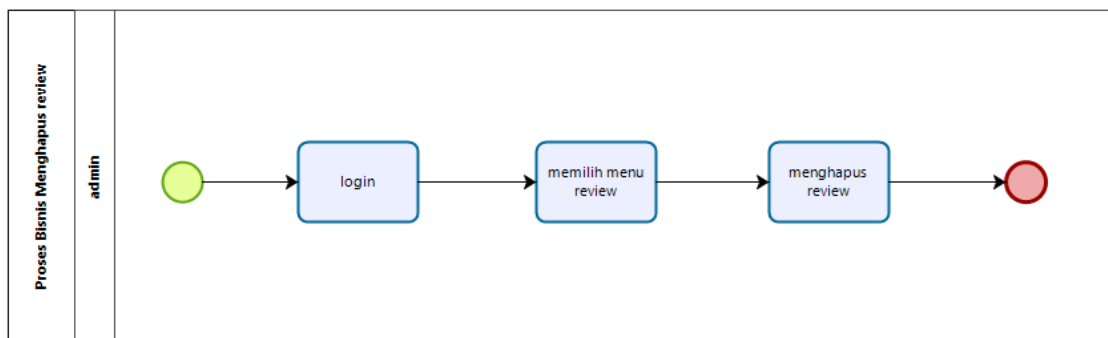 Proses Bisnis Menghapus review
admin
login
memilih menu
review
menghapus
review